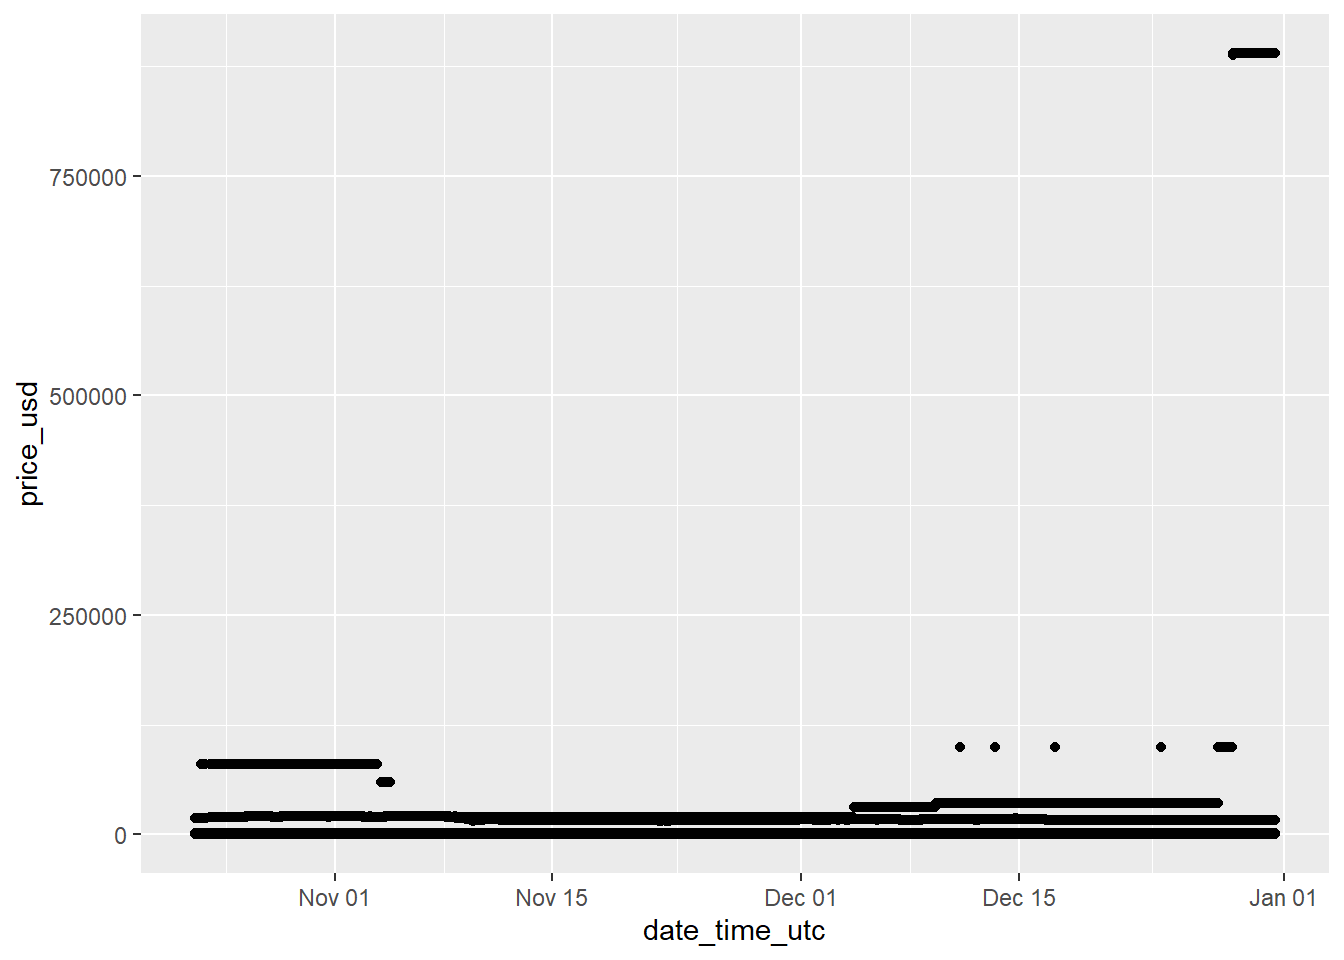 price_usd
750000
500000
250000
0
Nov 01
Nov 15
Dec 01
Dec 15
Jan 01
date_time_utc